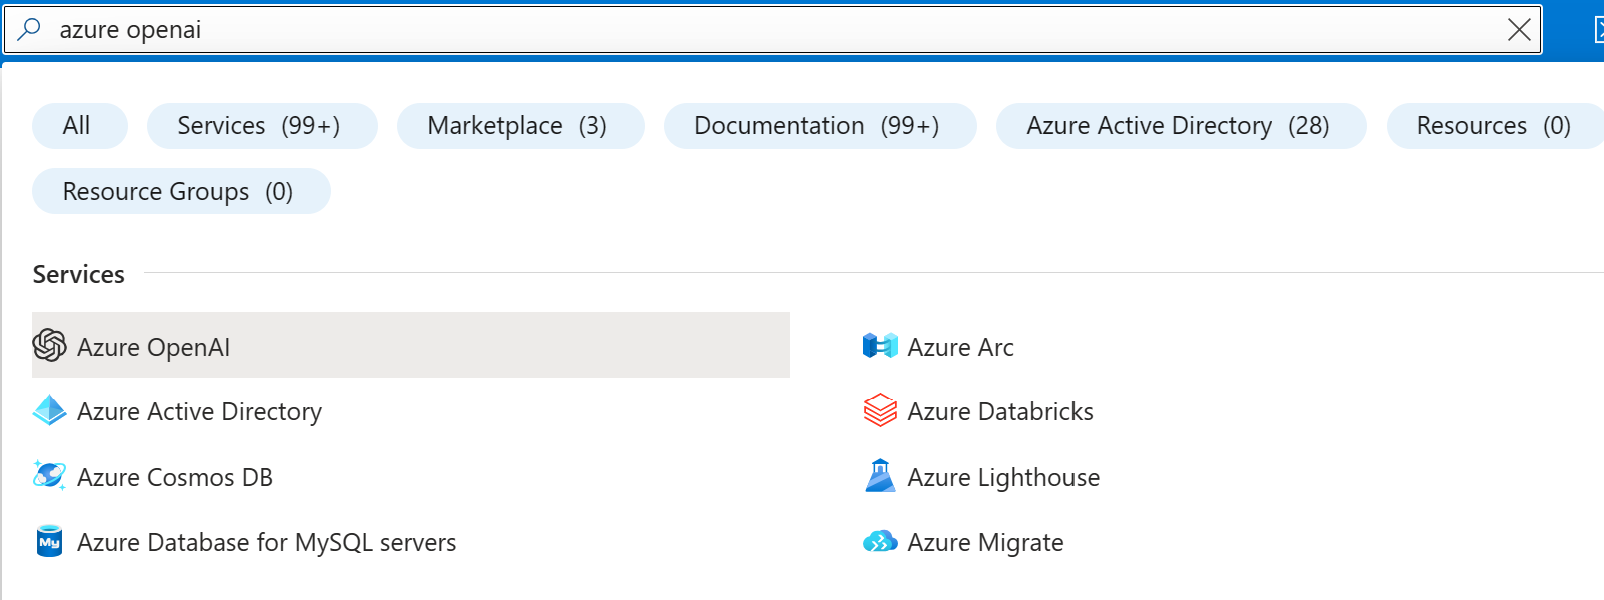 azure openai
All Services (99+) Marketplace (3) Documentation (99+) Azure Active Directory (28) Resources (0)
Resource Groups (0)
Services
Azure OpenAI Azure Arc
Azure Active Directory Azure Databricks
Azure Cosmos DB Azure Lighthouse
My Azure Database for MySQL servers Azure Migrate